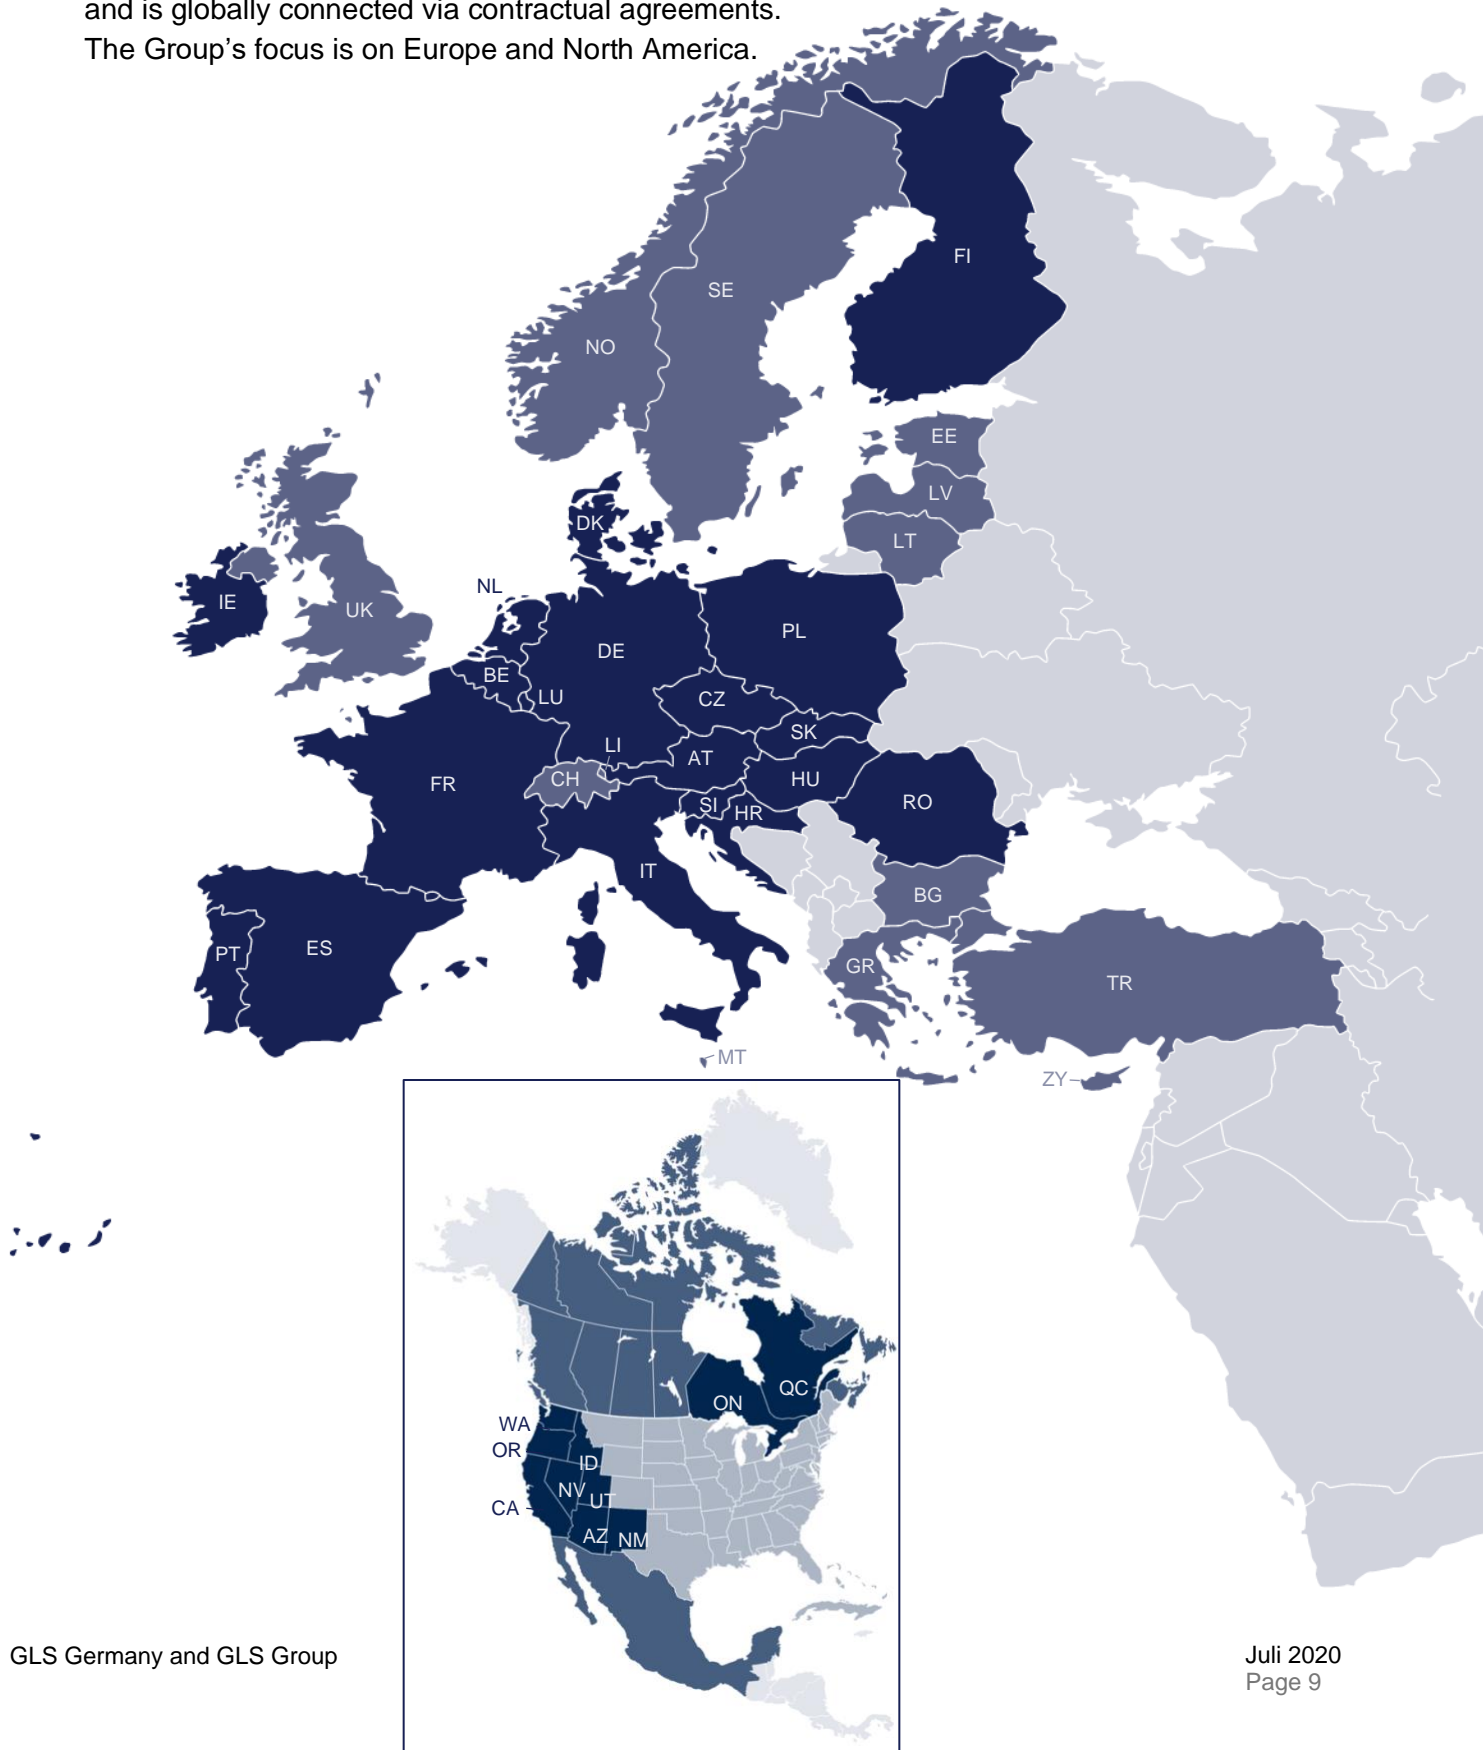 and is globally connected via contractual agreements.
The Group’s focus is on Europe and North America.
FI
SE
NO
EE
LV
LT
DK
NL
IE
UK
PL
DE
BE
LU
CZ
SK
LI
AT
CH
HU
FR
RO
SI
HR
IT
BG
PT
ES
GR
TR
MT
ZY
QC
ON
WA
OR
ID
NV
UT
CA
AZ
NM
GLS Germany and GLS Group
Juli 2020
Page 9